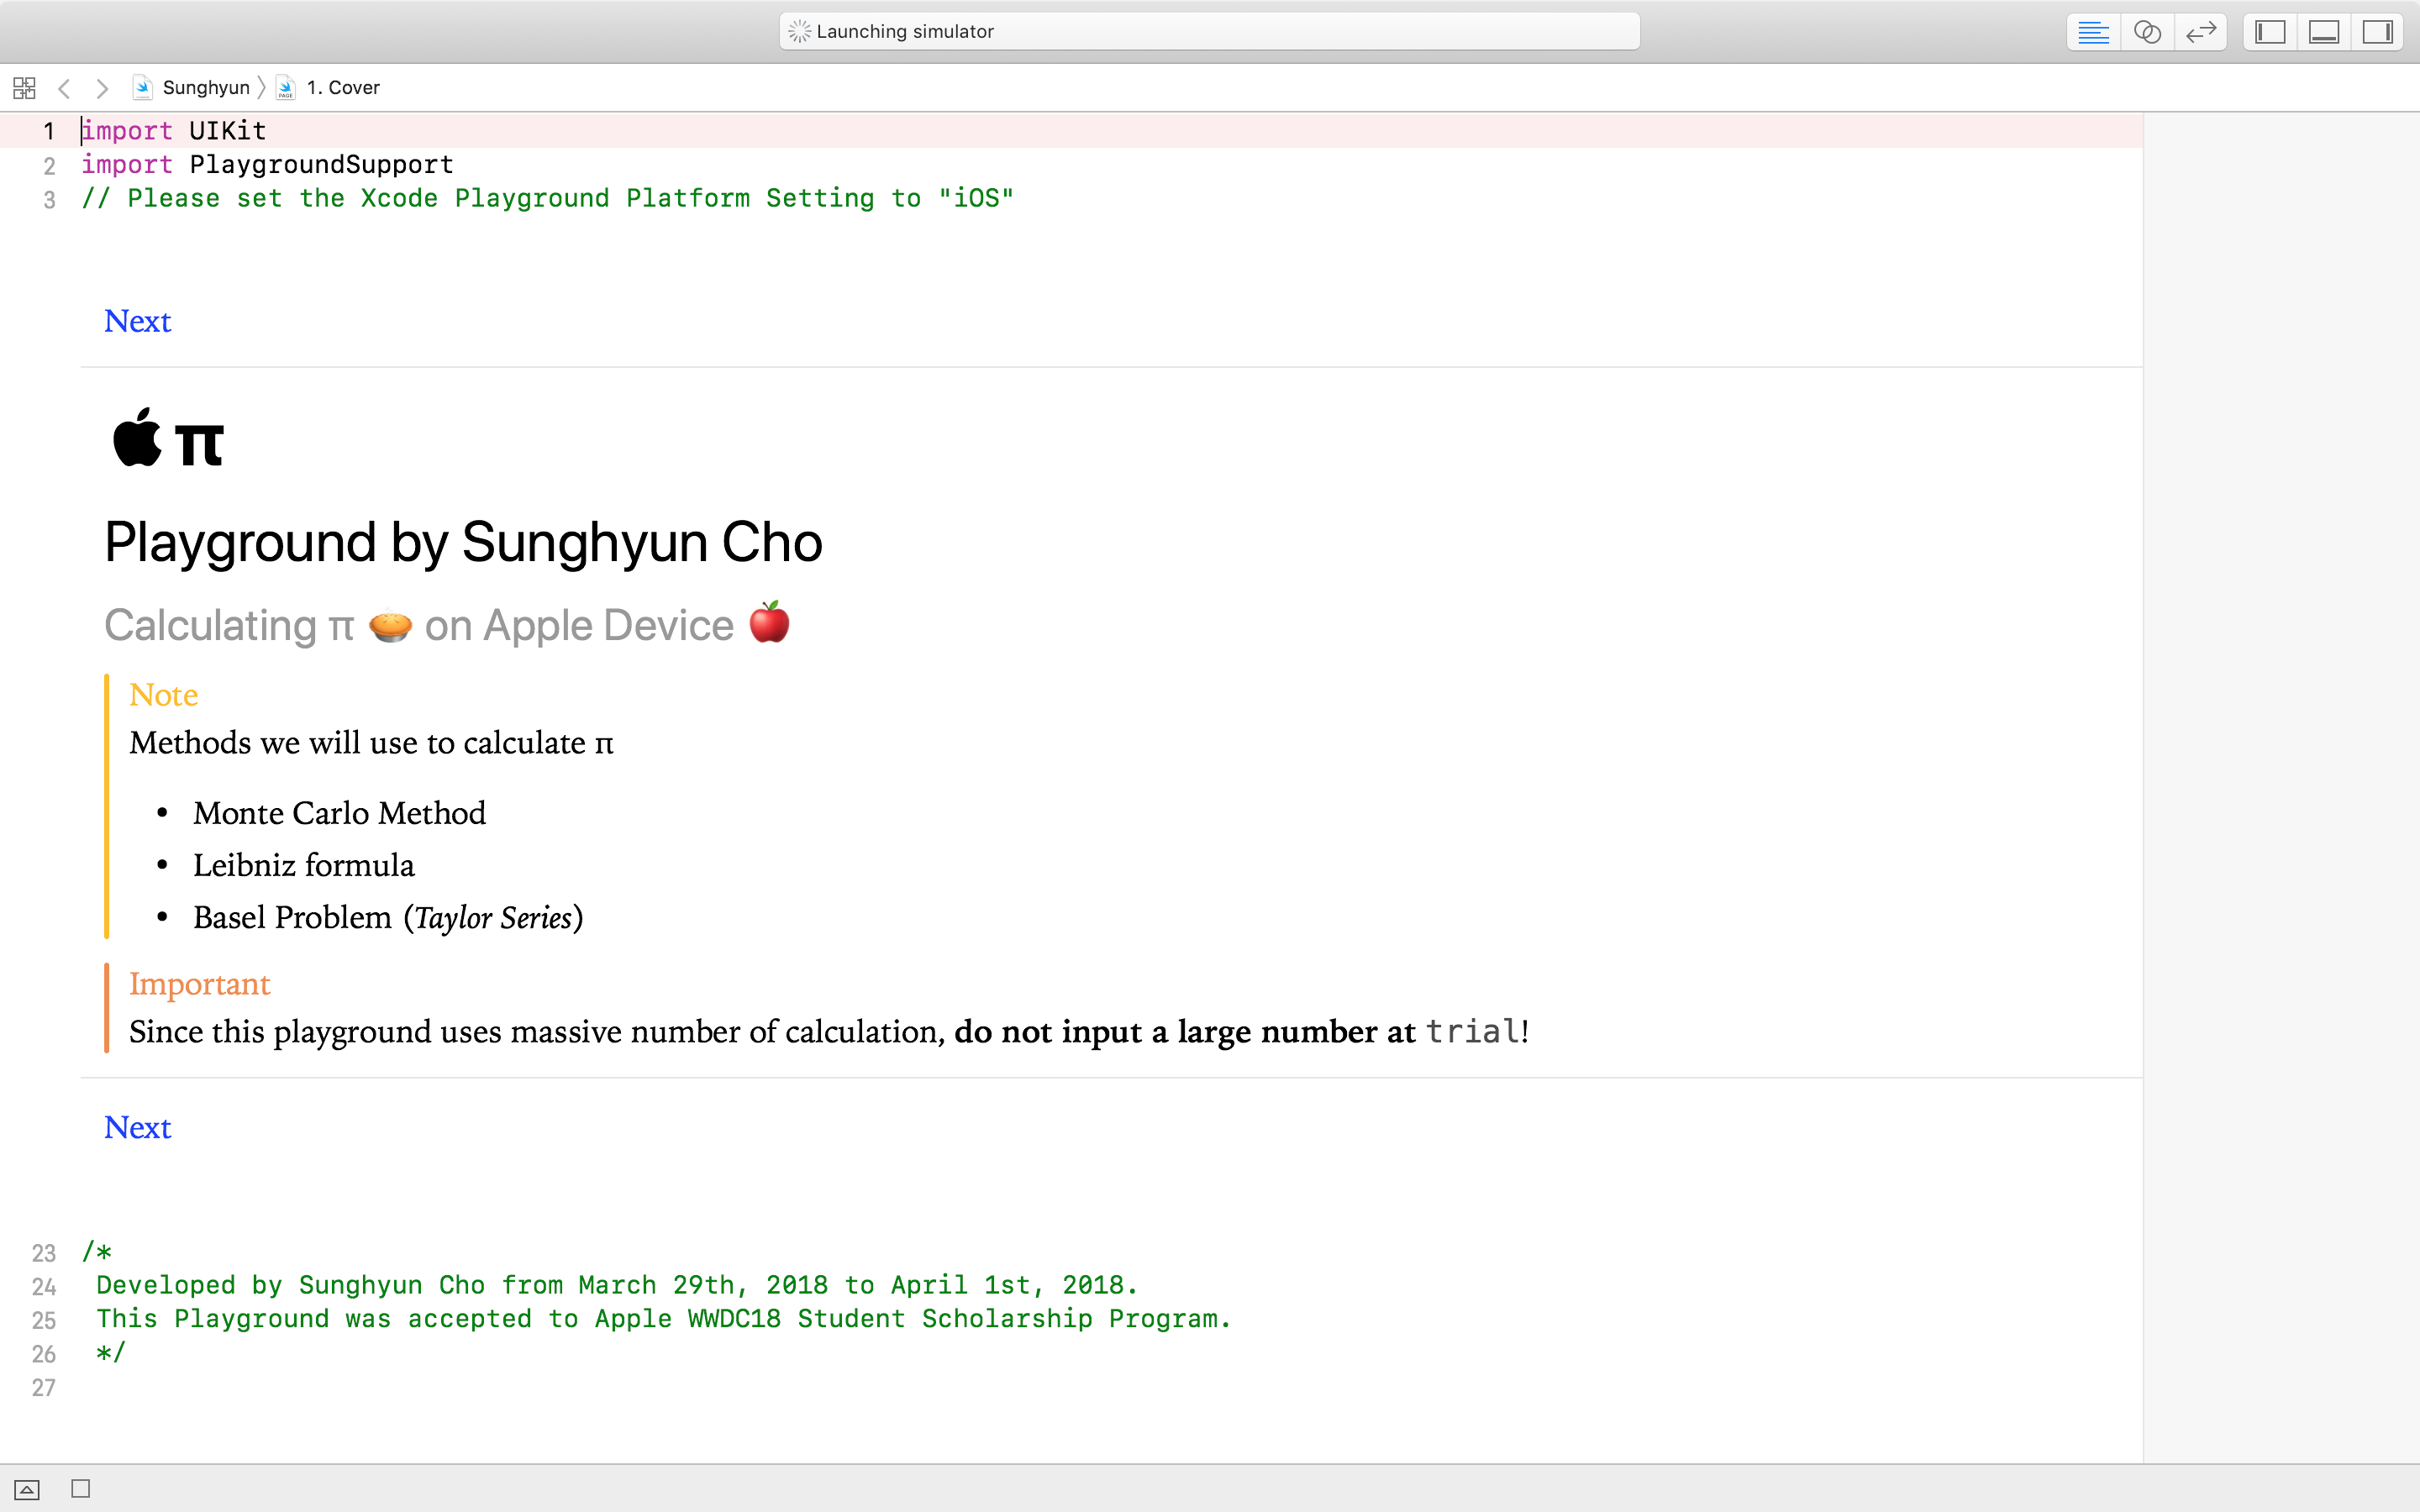 Launching simulator
Sunghyun 〉 1. Cover
1 import UIKit
2 import PlaygroundSupport
3 // Please set the Xcode Playground Platform Setting to "iOS"
Next
π
Playground by Sunghyun Cho
Calculating π 🥧 on Apple Device 🍎
Note
Methods we will use to calculate π
• Monte Carlo Method
• Leibniz formula
• Basel Problem (Taylor Series)
Important
Since this playground uses massive number of calculation, do not input a large number at trial!
Next
23 /*
24 Developed by Sunghyun Cho from March 29th, 2018 to April 1st, 2018.
25 This Playground was accepted to Apple WWDC18 Student Scholarship Program.
26 */
27